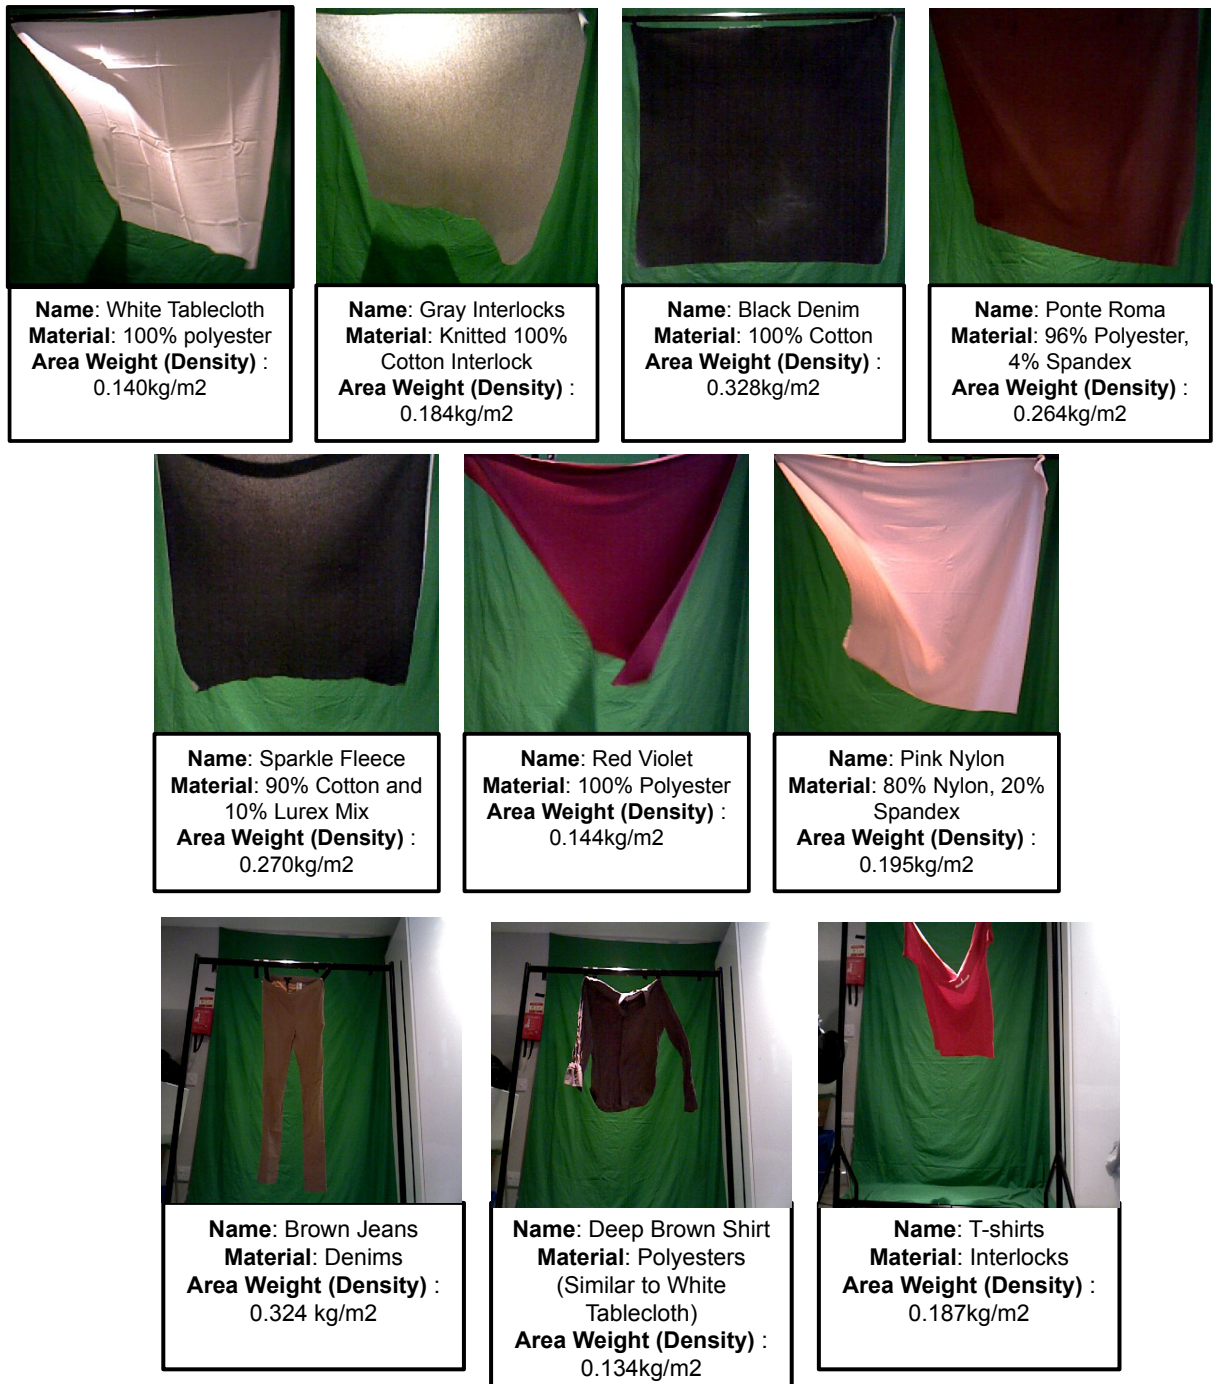 Name: White Tablecloth
Material: 100% polyester
Area Weight (Density) :
0.140kg/m2
Name: Gray Interlocks
Material: Knitted 100%
Cotton Interlock
Area Weight (Density) :
0.184kg/m2
Name: Black Denim
Material: 100% Cotton
Area Weight (Density) :
0.328kg/m2
Name: Ponte Roma
Material: 96% Polyester,
4% Spandex
Area Weight (Density) :
0.264kg/m2
Name: Sparkle Fleece
Material: 90% Cotton and
10% Lurex Mix
Area Weight (Density) :
0.270kg/m2
Name: Red Violet
Material: 100% Polyester
Area Weight (Density) :
0.144kg/m2
Name: Pink Nylon
Material: 80% Nylon, 20%
Spandex
Area Weight (Density) :
0.195kg/m2
Name: Brown Jeans
Material: Denims
Area Weight (Density) :
0.324 kg/m2
Name: Deep Brown Shirt
Material: Polyesters
(Similar to White
Tablecloth)
Area Weight (Density) :
0.134kg/m2
Name: T-shirts
Material: Interlocks
Area Weight (Density) :
0.187kg/m2